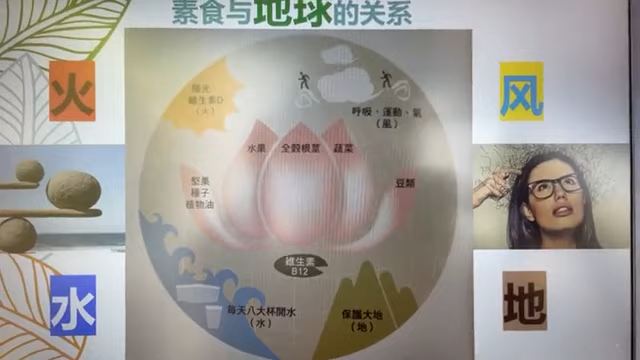 素食与地球的关系
火
风
陽光
維生素D
(火)
呼吸、運動、氣
(風)
水果
全穀根莖
蔬菜
堅果
種子
植物油
豆類
維生素
B12
每天八大杯開水
(水)
保護大地
(地)
水
地